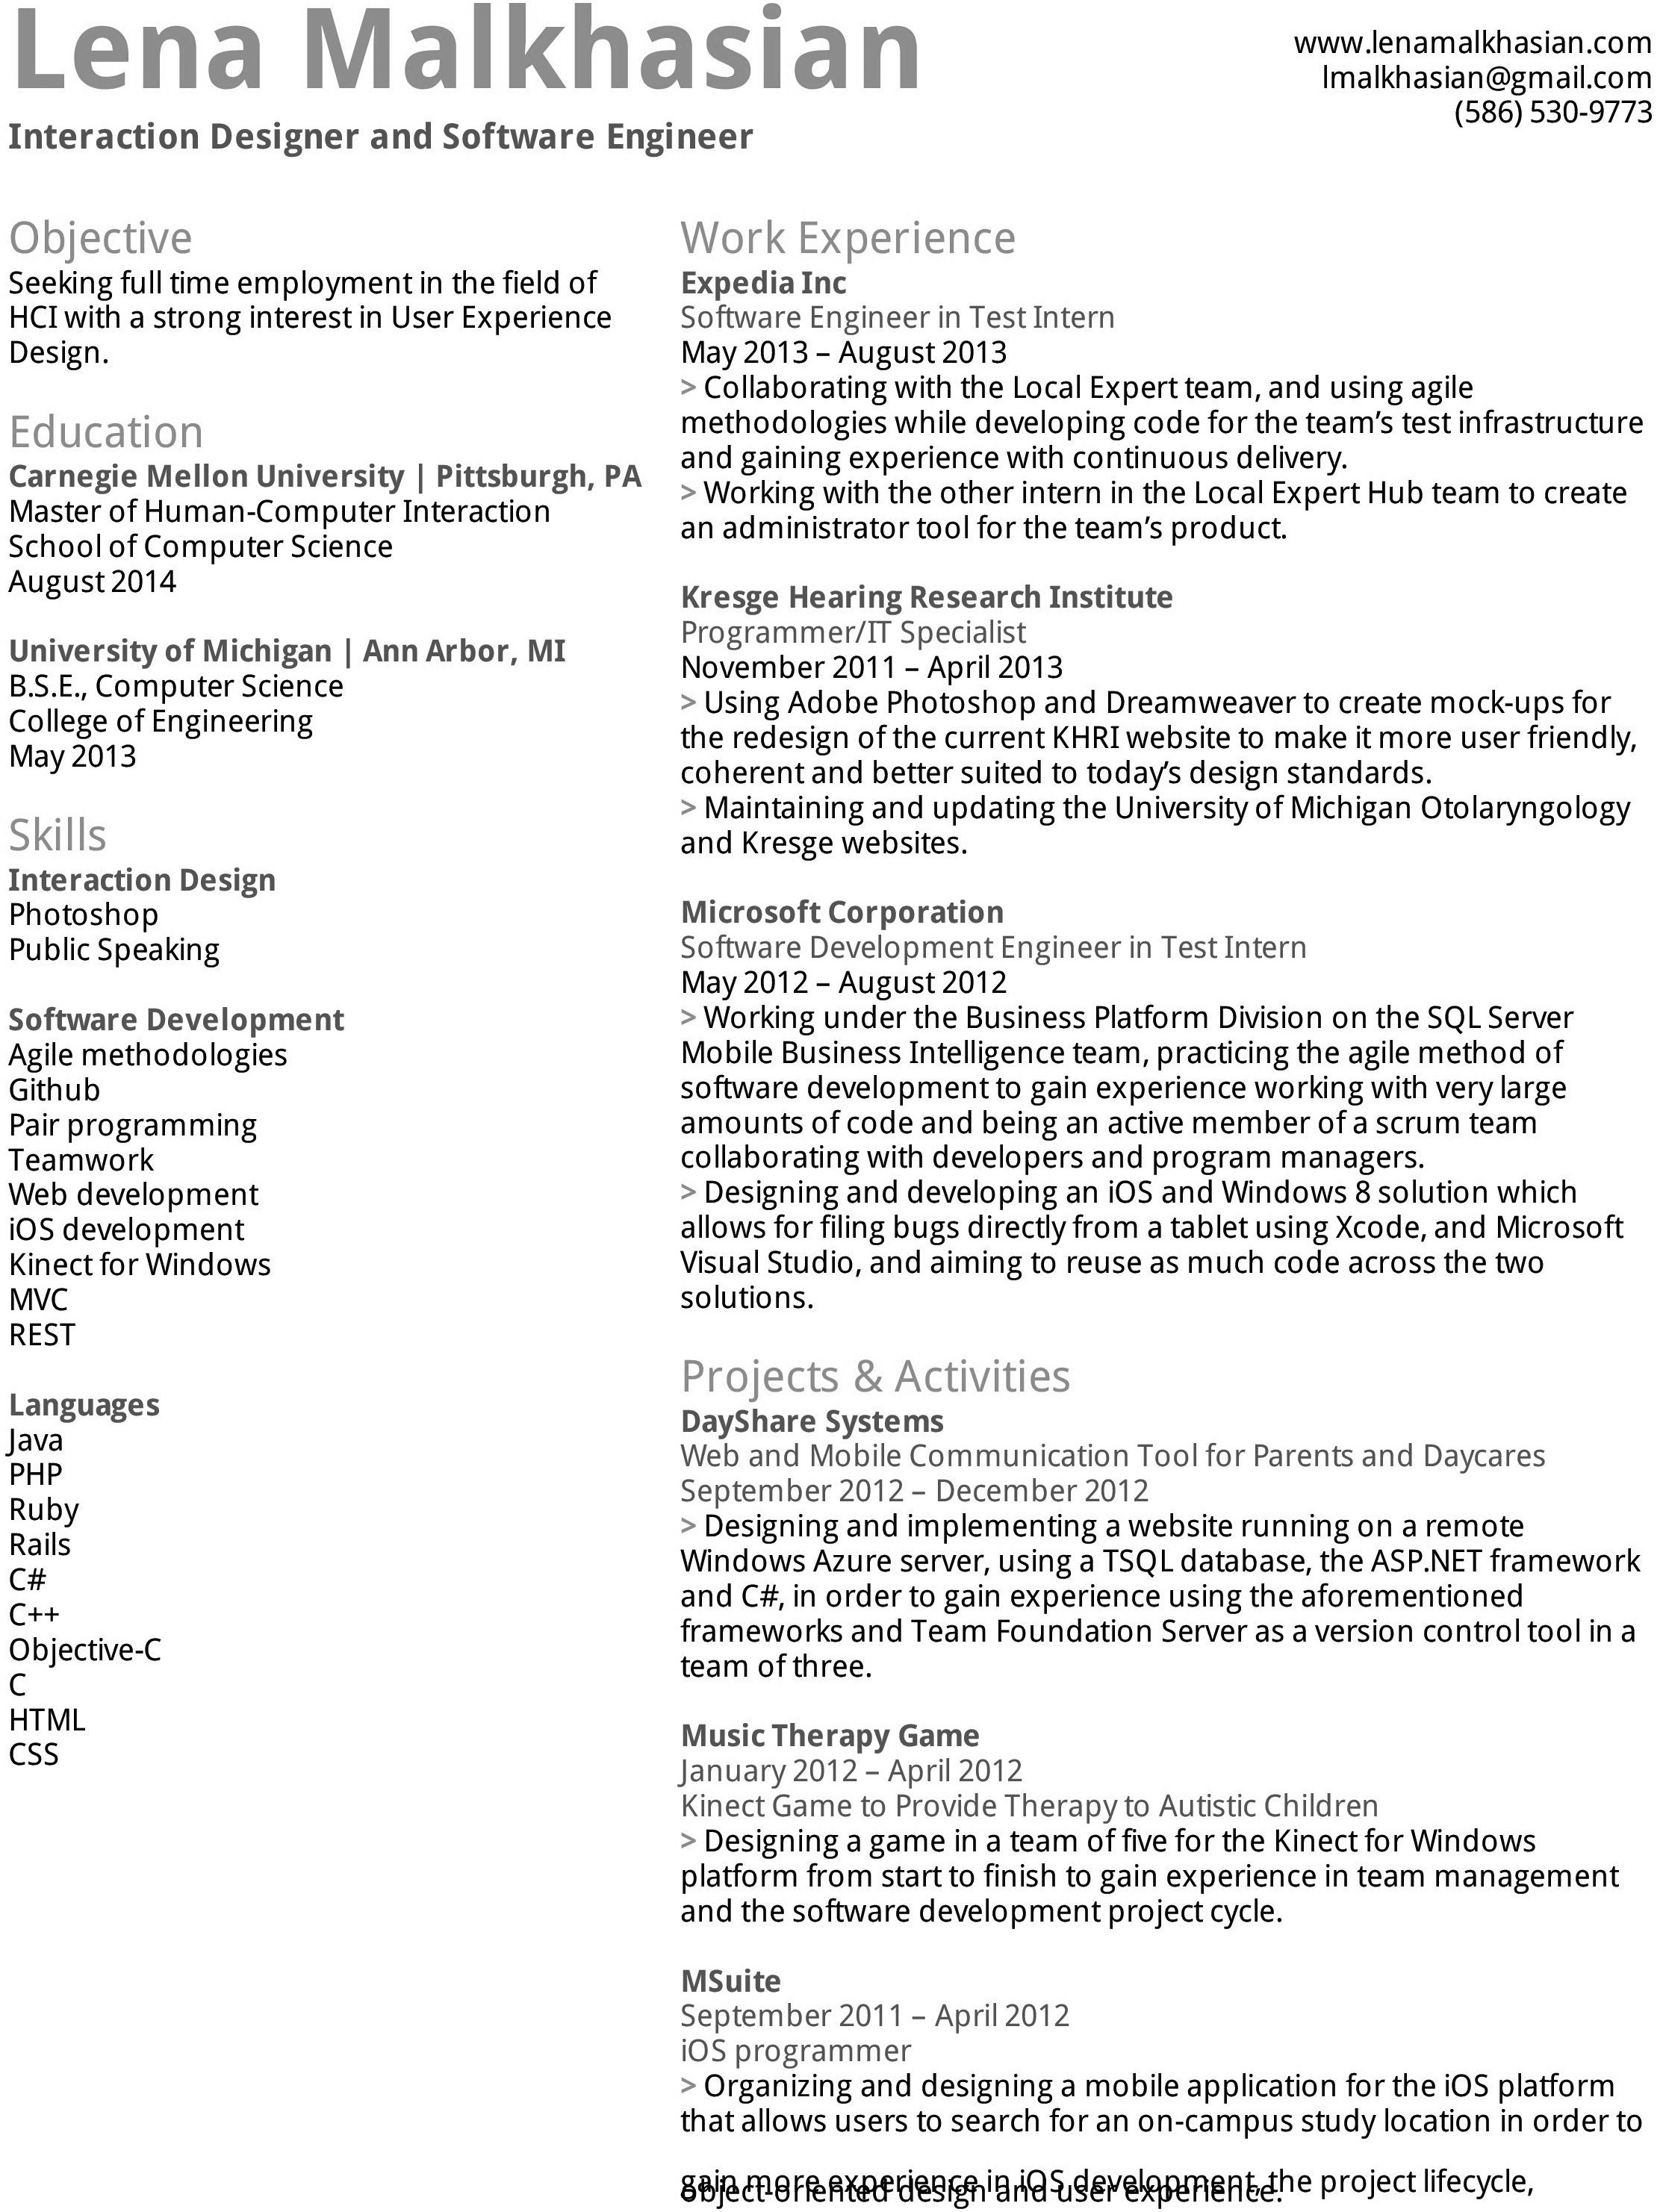 Lena Malkhasian
Interaction Designer and Software Engineer
www.lenamalkhasian.com
lmalkhasian@gmail.com
(586) 530-9773
Objective
Seeking full time employment in the field of
HCI with a strong interest in User Experience
Design.
Education
Carnegie Mellon University | Pittsburgh, PA
Master of Human-Computer Interaction
School of Computer Science
August 2014
University of Michigan | Ann Arbor, MI
B.S.E., Computer Science
College of Engineering
May 2013
Skills
Interaction Design
Photoshop
Public Speaking
Software Development
Agile methodologies
Github
Pair programming
Teamwork
Web development
iOS development
Kinect for Windows
MVC
REST
Languages
Java
PHP
Ruby
Rails
C#
C++
Objective-C
C
HTML
CSS
Work Experience
Expedia Inc
Software Engineer in Test Intern
May 2013 – August 2013
> Collaborating with the Local Expert team, and using agile
methodologies while developing code for the team’s test infrastructure
and gaining experience with continuous delivery.
> Working with the other intern in the Local Expert Hub team to create
an administrator tool for the team’s product.
Kresge Hearing Research Institute
Programmer/IT Specialist
November 2011 – April 2013
> Using Adobe Photoshop and Dreamweaver to create mock-ups for
the redesign of the current KHRI website to make it more user friendly,
coherent and better suited to today’s design standards.
> Maintaining and updating the University of Michigan Otolaryngology
and Kresge websites.
Microsoft Corporation
Software Development Engineer in Test Intern
May 2012 – August 2012
> Working under the Business Platform Division on the SQL Server
Mobile Business Intelligence team, practicing the agile method of
software development to gain experience working with very large
amounts of code and being an active member of a scrum team
collaborating with developers and program managers.
> Designing and developing an iOS and Windows 8 solution which
allows for filing bugs directly from a tablet using Xcode, and Microsoft
Visual Studio, and aiming to reuse as much code across the two
solutions.
Projects & Activities
DayShare Systems
Web and Mobile Communication Tool for Parents and Daycares
September 2012 – December 2012
> Designing and implementing a website running on a remote
Windows Azure server, using a TSQL database, the ASP.NET framework
and C#, in order to gain experience using the aforementioned
frameworks and Team Foundation Server as a version control tool in a
team of three.
Music Therapy Game
January 2012 – April 2012
Kinect Game to Provide Therapy to Autistic Children
> Designing a game in a team of five for the Kinect for Windows
platform from start to finish to gain experience in team management
and the software development project cycle.
MSuite
September 2011 – April 2012
iOS programmer
> Organizing and designing a mobile application for the iOS platform
that allows users to search for an on-campus study location in order to
gain more experience in iOS development, the project lifecycle,
object-oriented design and user experience.